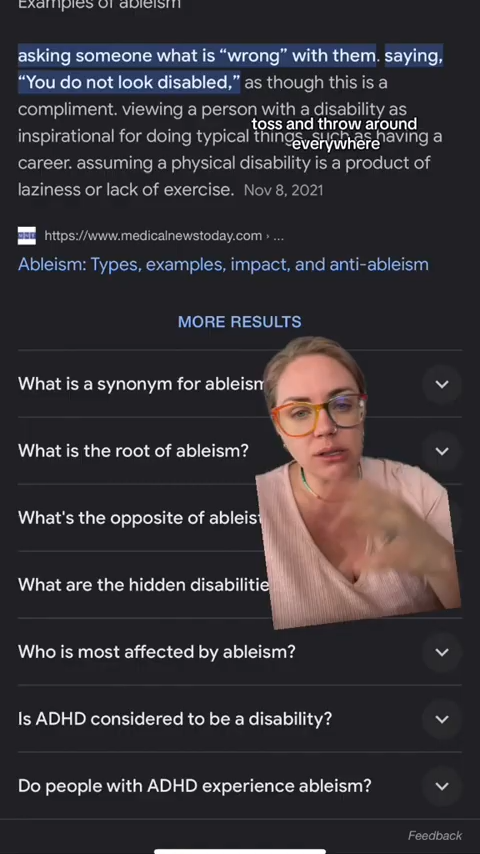 Examples of ableism
asking someone what is “wrong” with them. saying,
“You do not look disabled,” as though this is a
compliment. viewing a person with a disability as
toss and throw around
inspirational for doing typical things, such as having a
everywhere
career. assuming a physical disability is a product of
laziness or lack of exercise. Nov 8, 2021
https://www.medicalnewstoday.com › ...
Ableism: Types, examples, impact, and anti-ableism
MORE RESULTS
What is a synonym for ableism
What is the root of ableism?
What's the opposite of ableist
What are the hidden disabilities
Who is most affected by ableism?
Is ADHD considered to be a disability?
Do people with ADHD experience ableism?
Feedback